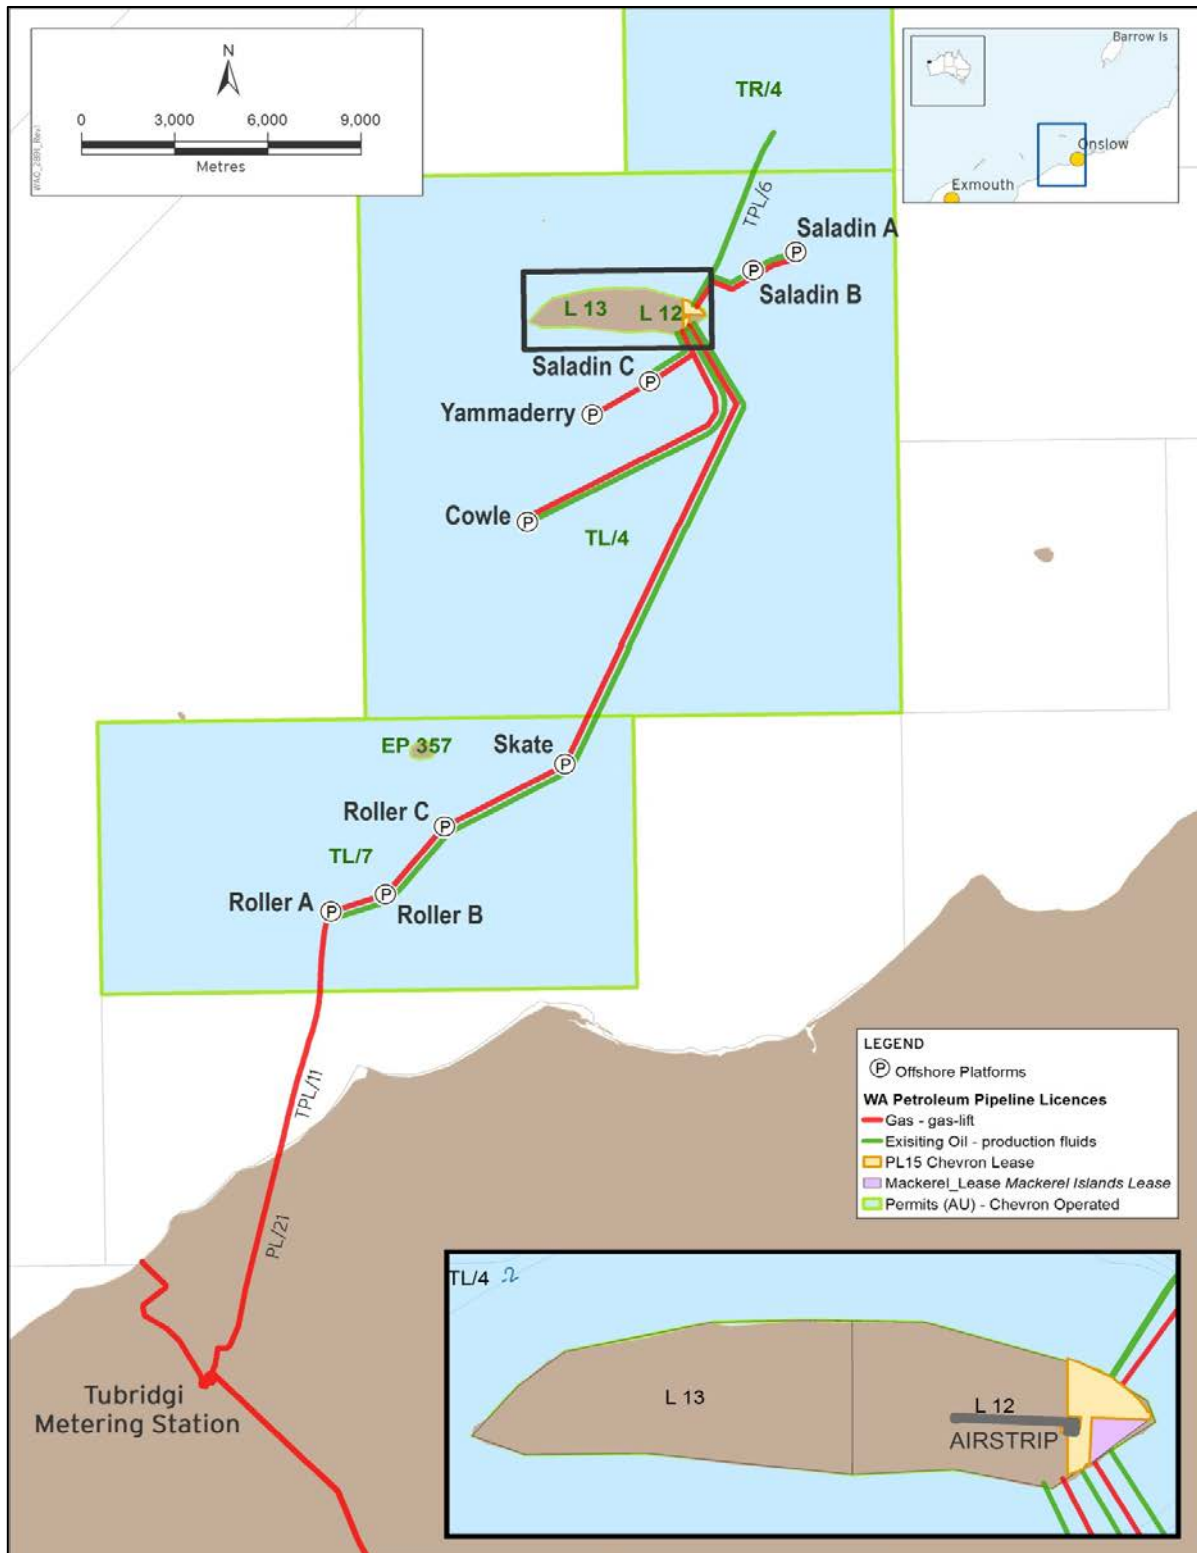 N
0 3,000 6,000 9,000
Metres
WAO_2891_Rev1
Barrow Is
Onslow
Exmouth
TR/4
TPL/6
Saladin A
Saladin B
L 13
L 12
Saladin C
Yammaderry
Cowle
TL/4
EP 357
Skate
Roller C
TL/7
Roller A
Roller B
TPL/11
PL/21
Tubridgi
Metering Station
LEGEND
P Offshore Platforms
WA Petroleum Pipeline Licences
Gas - gas-lift
Exisiting Oil - production fluids
PL15 Chevron Lease
Mackerel_Lease Mackerel Islands Lease
Permits (AU) - Chevron Operated
TL/4
L 13
L 12
AIRSTRIP